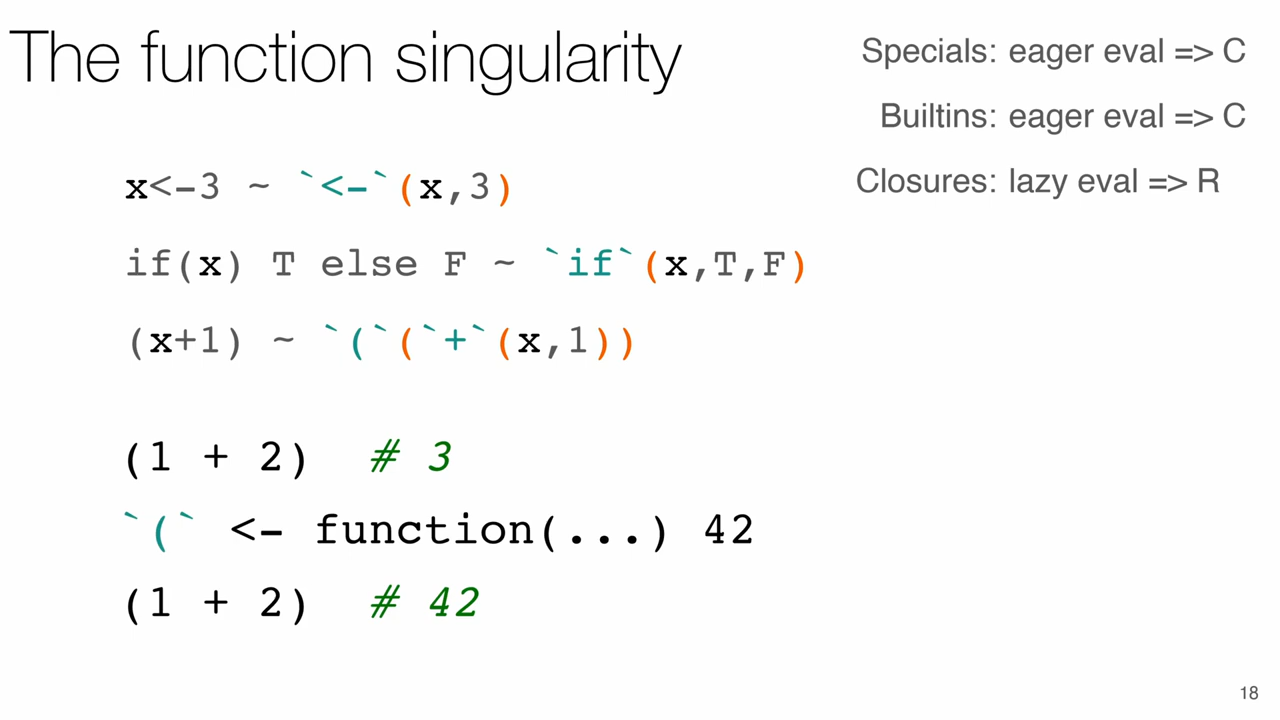 The function singularity
Specials: eager eval => C
Builtins: eager eval => C
Closures: lazy eval => R
x<-3 ~ `<-`(x,3)
if(x) T else F ~ `if`(x,T,F)
(x+1) ~ `(`(`+`(x,1))
(1 + 2) # 3
`(` <- function(...) 42
(1 + 2) # 42
18